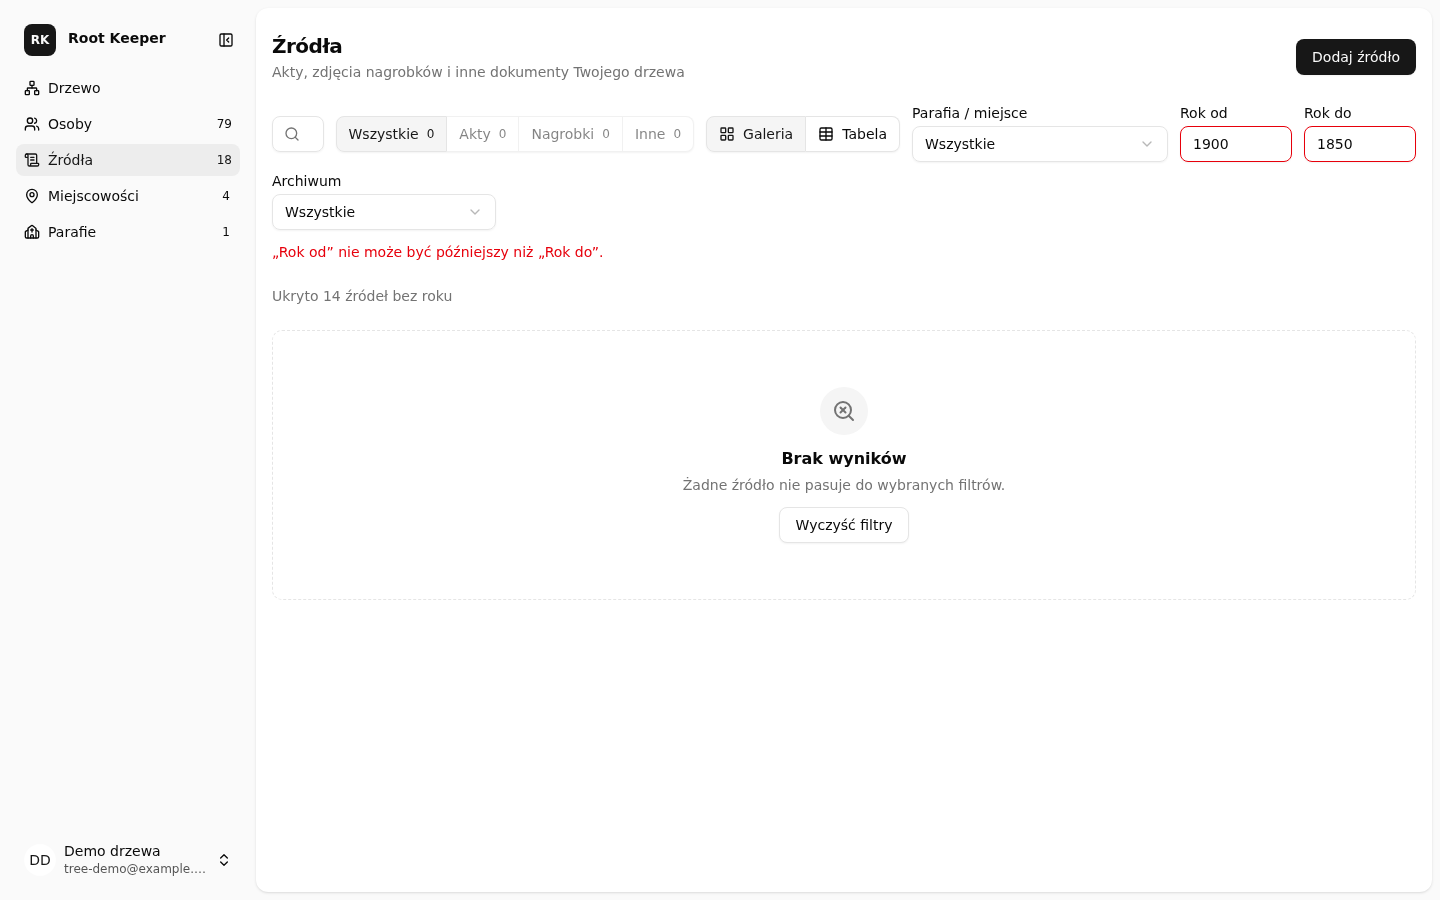 RK
Root Keeper
Drzewo
Osoby 79
Źródła 18
Miejscowości 4
Parafie 1
Demo drzewa
DD
tree-demo@example....
Źródła
Akty, zdjęcia nagrobków i inne dokumenty Twojego drzewa
Dodaj źródło
Wszystkie 0 Akty 0 Nagrobki 0 Inne 0
Galeria Tabela
Parafia / miejsce
Wszystkie
Rok od
1900
Rok do
1850
Archiwum
Wszystkie
„Rok od” nie może być późniejszy niż „Rok do”.
Ukryto 14 źródeł bez roku
Brak wyników
Żadne źródło nie pasuje do wybranych filtrów.
Wyczyść filtry